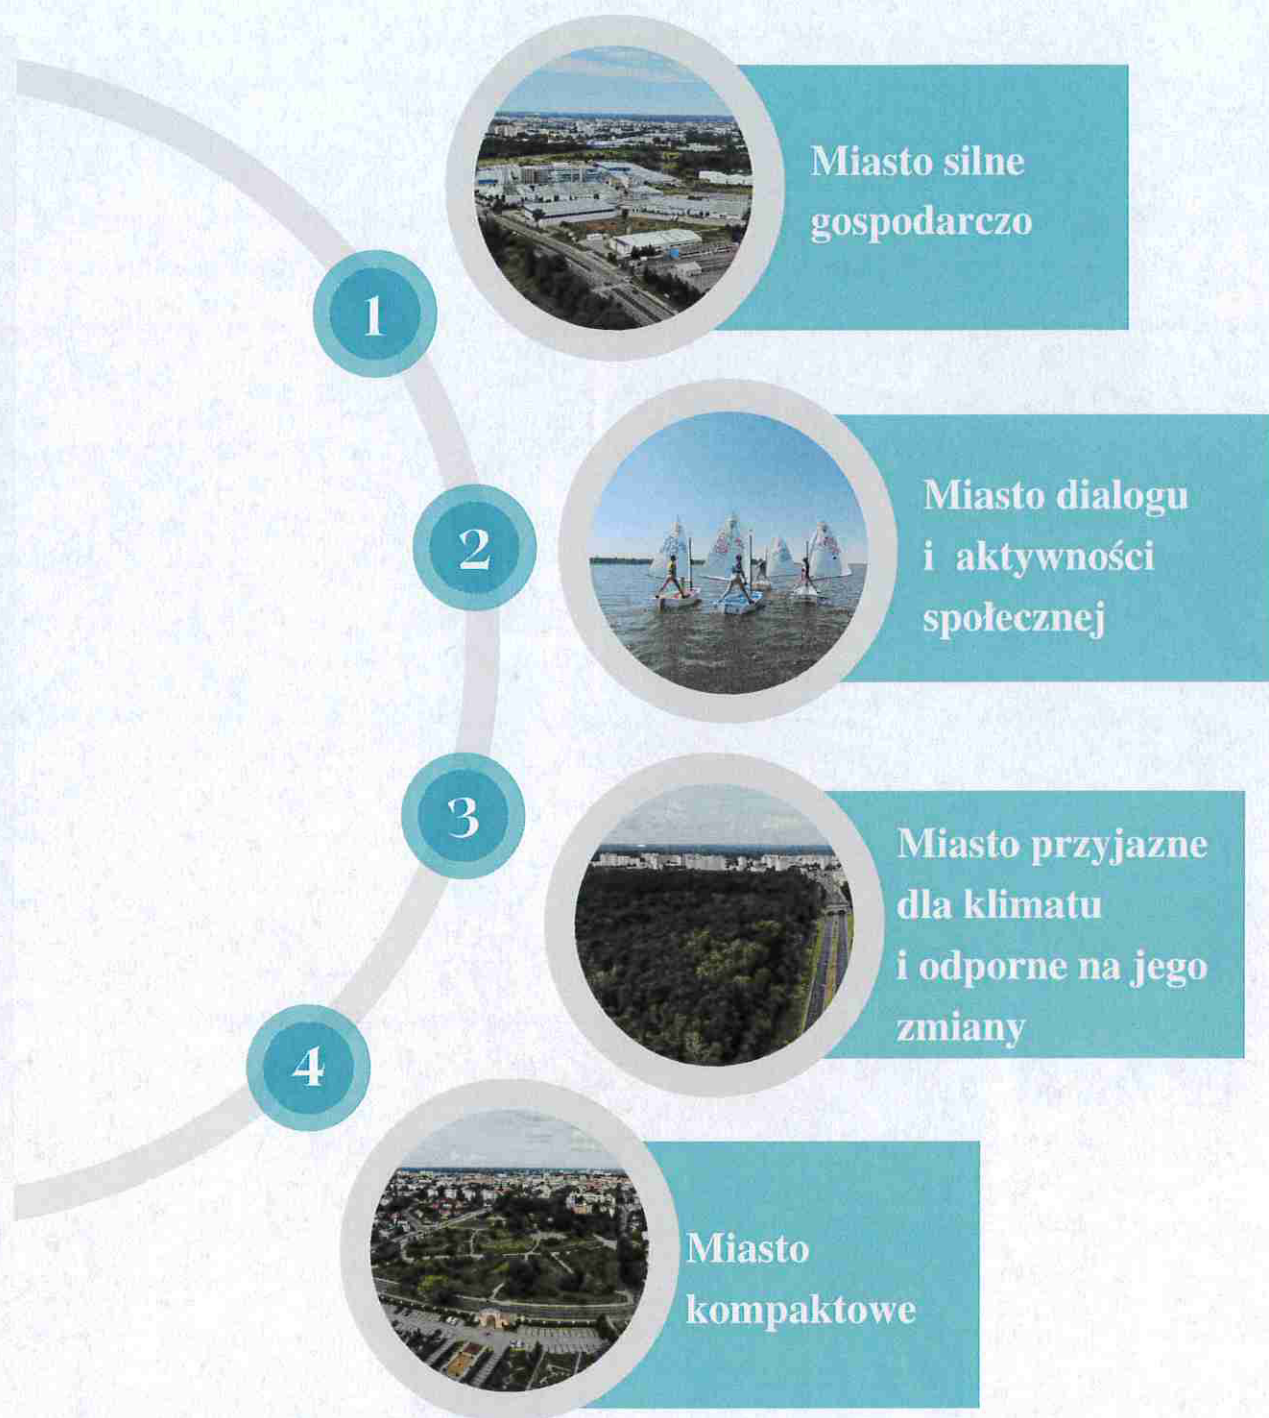 1
Miasto silne
gospodarczo
2
Miasto dialogu
i aktywności
społecznej
3
Miasto przyjazne
dla klimatu
i odporne na jego
zmiany
4
Miasto
kompaktowe